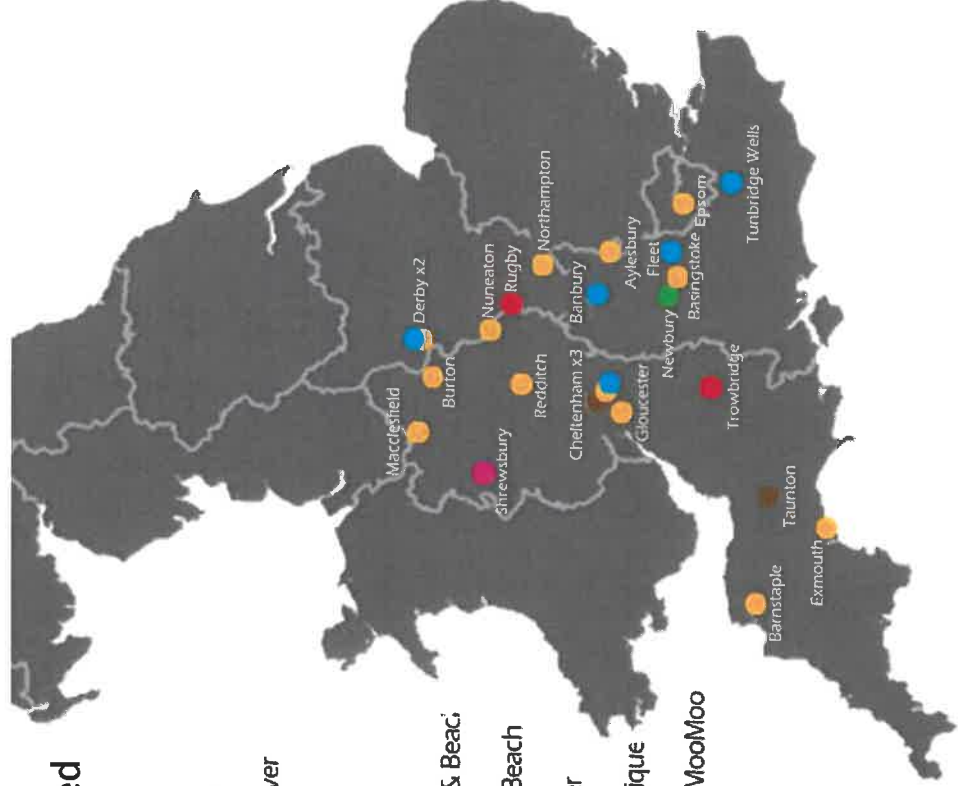 ed
ver
& Beac
Beach
r
ique
MooMoo
Macclesfield
Derby x2
Burton
Nuneaton
Shrewsbury
Rugby
Redditch
Northampton
Cheltenham x3
Banbury
Aylesbury
Gloucester
Fleet
Newbury
Basingstoke
Epsom
Trowbridge
Tunbridge Wells
Barnstaple
Taunton
Exmouth